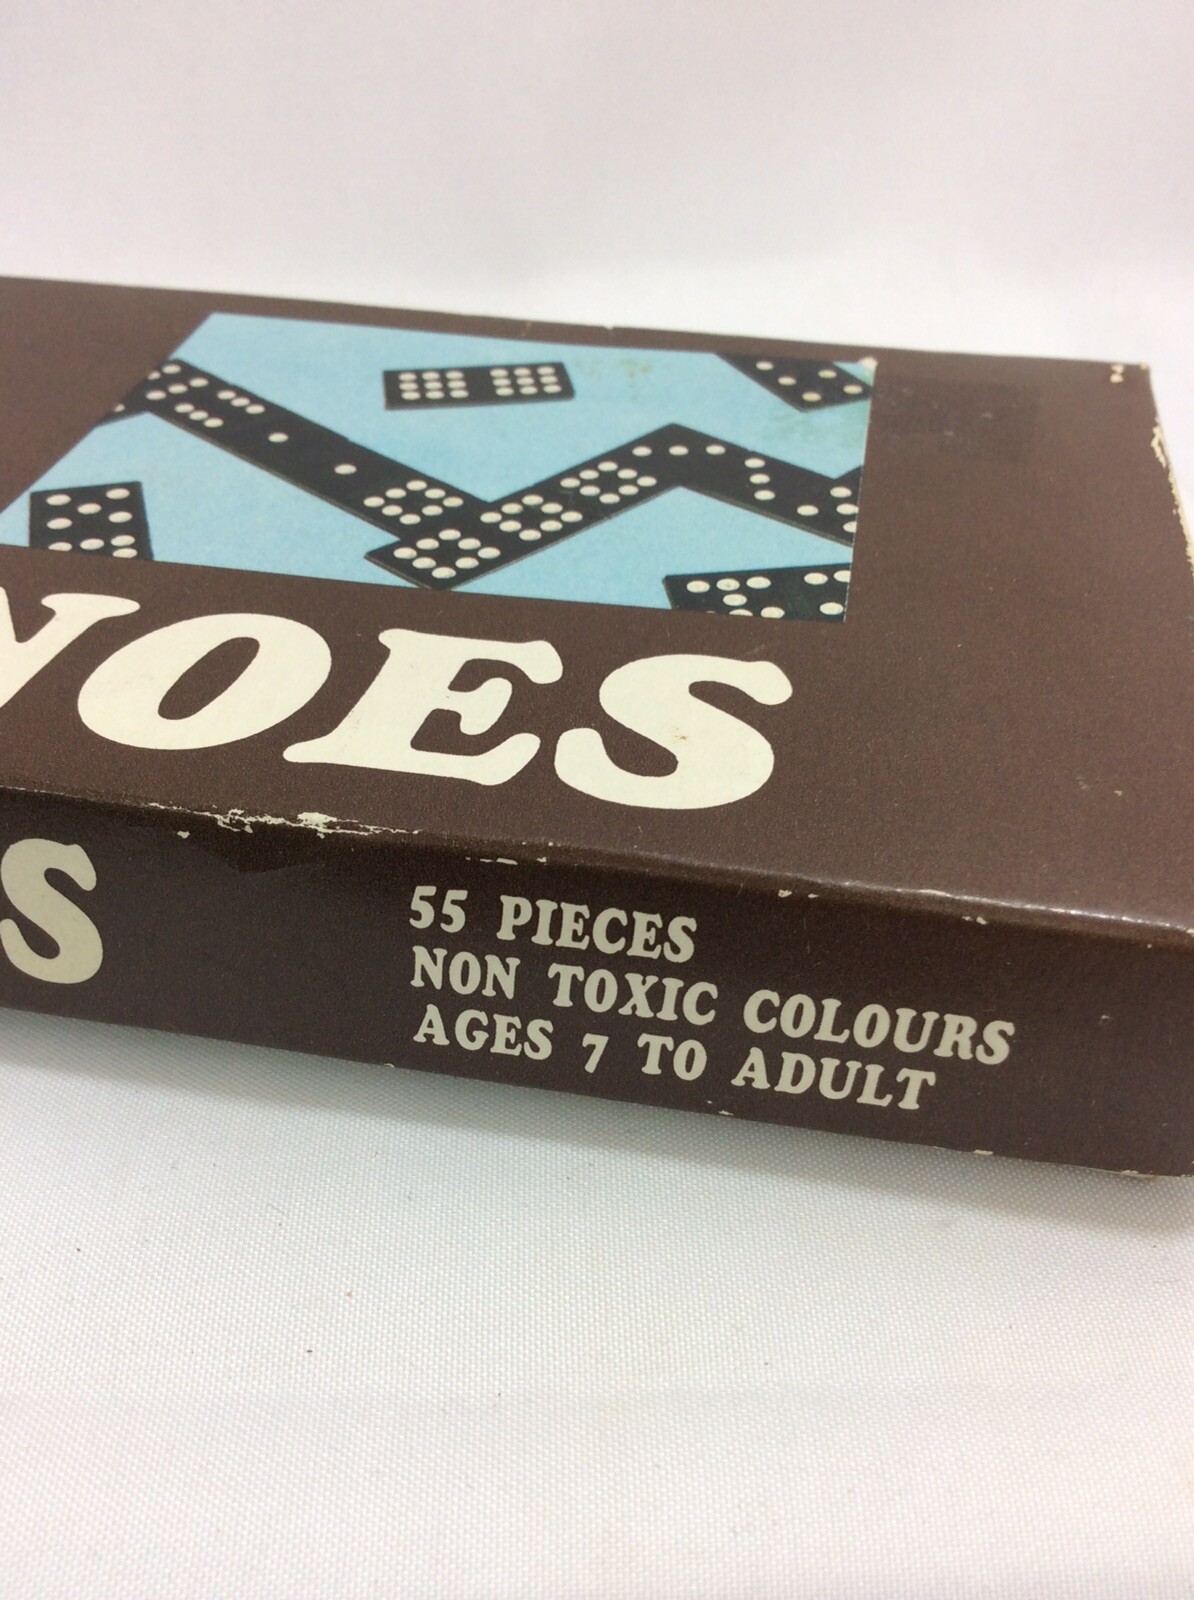 NOES
S
55 PIECES
NON TOXIC COLOURS
AGES 7 TO ADULT